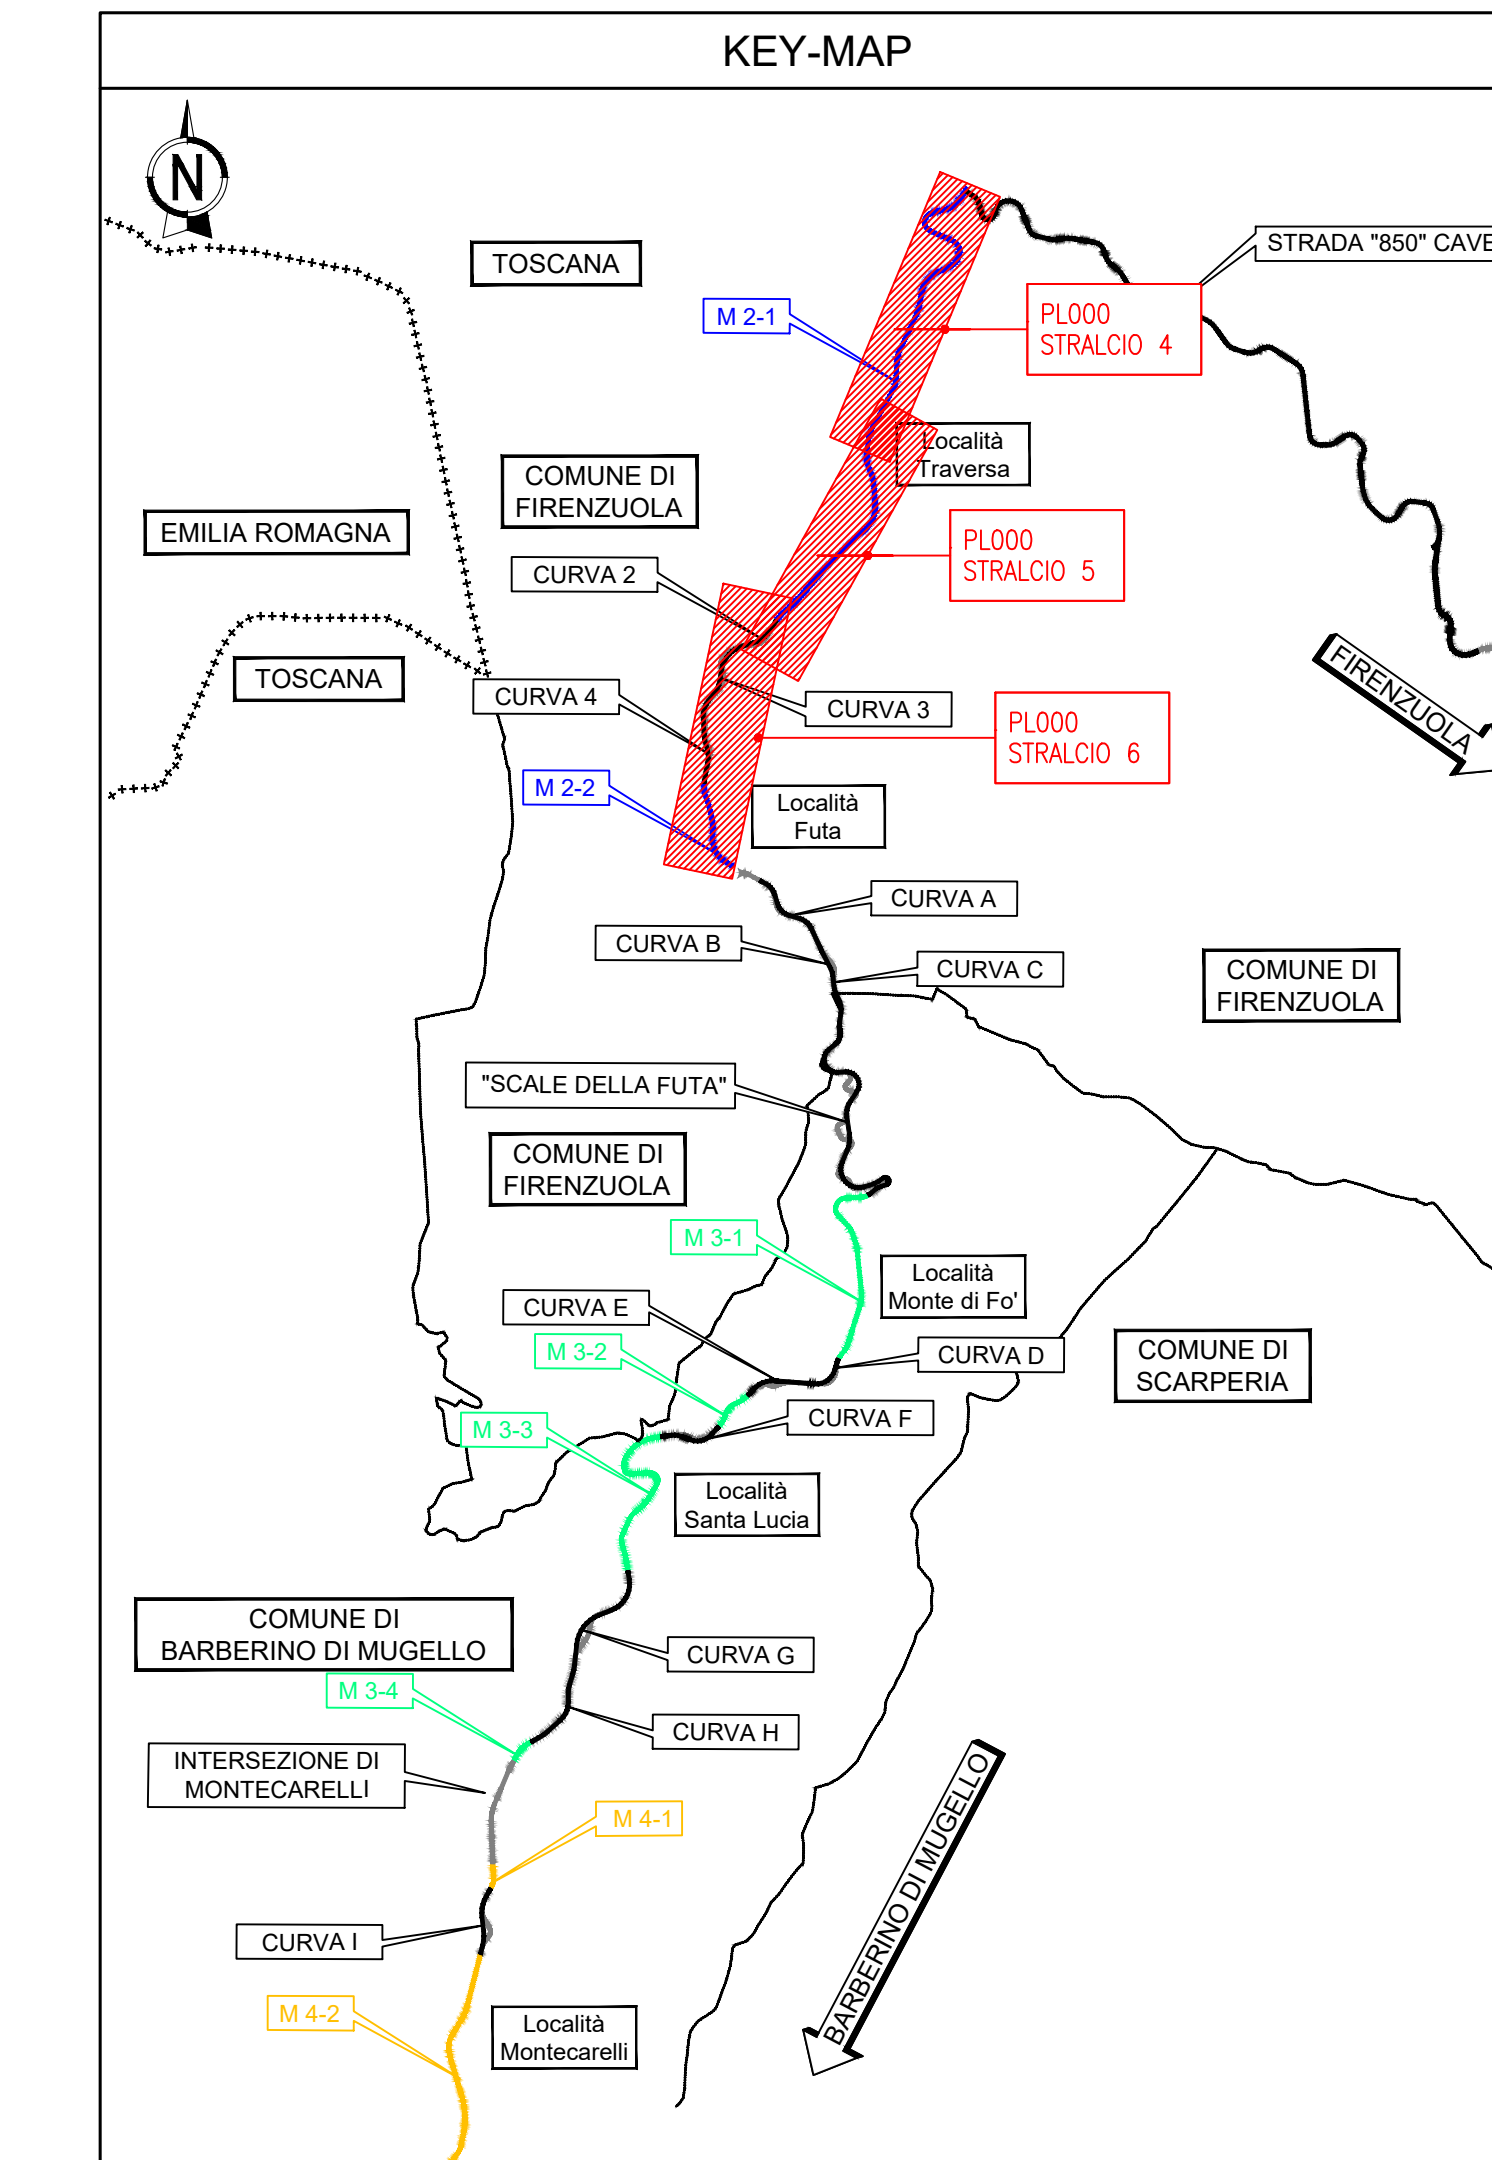 KEY-MAP
N
STRADA "850" CAVE
TOSCANA
M 2-1
PL000
STRALCIO 4
Località
Traversa
COMUNE DI
FIRENZUOLA
EMILIA ROMAGNA
PL000
STRALCIO 5
CURVA 2
FIRENZUOLA
TOSCANA
CURVA 4
CURVA 3
PL000
STRALCIO 6
M 2-2
Località
Futa
CURVA A
CURVA B
CURVA C
COMUNE DI
FIRENZUOLA
"SCALE DELLA FUTA"
COMUNE DI
FIRENZUOLA
M 3-1
Località
Monte di Fo'
CURVA E
M 3-2
CURVA D
COMUNE DI
SCARPERIA
CURVA F
M 3-3
Località
Santa Lucia
COMUNE DI
BARBERINO DI MUGELLO
CURVA G
M 3-4
CURVA H
INTERSEZIONE DI
MONTECARELLI
M 4-1
BARBERINO DI MUGELLO
CURVA I
M 4-2
Località
Montecarelli